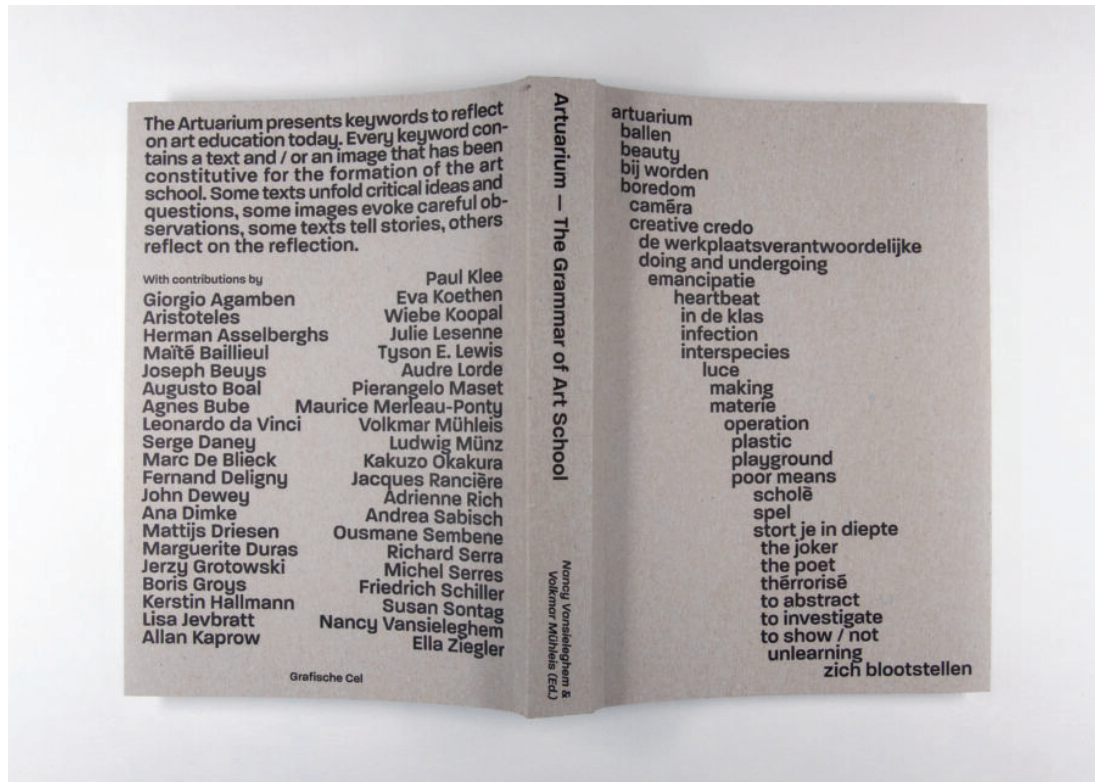 The Artuarium presents keywords to reflect
on art education today. Every keyword con-
tains a text and / or an image that has been
constitutive for the formation of the art
school. Some texts unfold critical ideas and
questions, some images evoke careful ob-
servations, some texts tell stories, others
reflect on the reflection.
With contributions by
Giorgio Agamben
Aristoteles
Herman Asselberghs
Maïté Baillieul
Joseph Beuys
Augusto Boal
Agnes Bube
Leonardo da Vinci
Serge Daney
Marc De Blieck
Fernand Deligny
John Dewey
Ana Dimke
Mattijs Driesen
Marguerite Duras
Jerzy Grotowski
Boris Groys
Kerstin Hallmann
Lisa Jevbratt
Allan Kaprow
Paul Klee
Eva Koethen
Wiebe Koopal
Julie Lesenne
Tyson E. Lewis
Audre Lorde
Pierangelo Maset
Maurice Merleau-Ponty
Volkmar Mühleis
Ludwig Münz
Kakuzo Okakura
Jacques Rancière
Adrienne Rich
Andrea Sabisch
Ousmane Sembene
Richard Serra
Michel Serres
Friedrich Schiller
Susan Sontag
Nancy Vansieleghem
Ella Ziegler
Grafische Cel
Artuarium — The Grammar of Art School
Nancy Vansieleghem &
Volkmar Mühleis (Ed.)
artuarium
ballen
beauty
bij worden
boredom
caméra
creative credo
de werkplaatsverantwoordelijke
doing and undergoing
emancipatie
heartbeat
in de klas
infection
interspecies
luce
making
materie
operation
plastic
playground
poor means
scholè
spel
stort je in diepte
the joker
the poet
thérrorisé
to abstract
to investigate
to show / not
unlearning
zich blootstellen